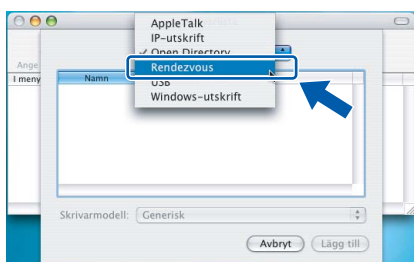 AppleTalk
IP-utskrift
✓ Open Directory
Rendezvous
USB
Windows-utskrift
Ange
I meny
Namn
Skrivarmodell: Generisk
Avbryt
Lägg till